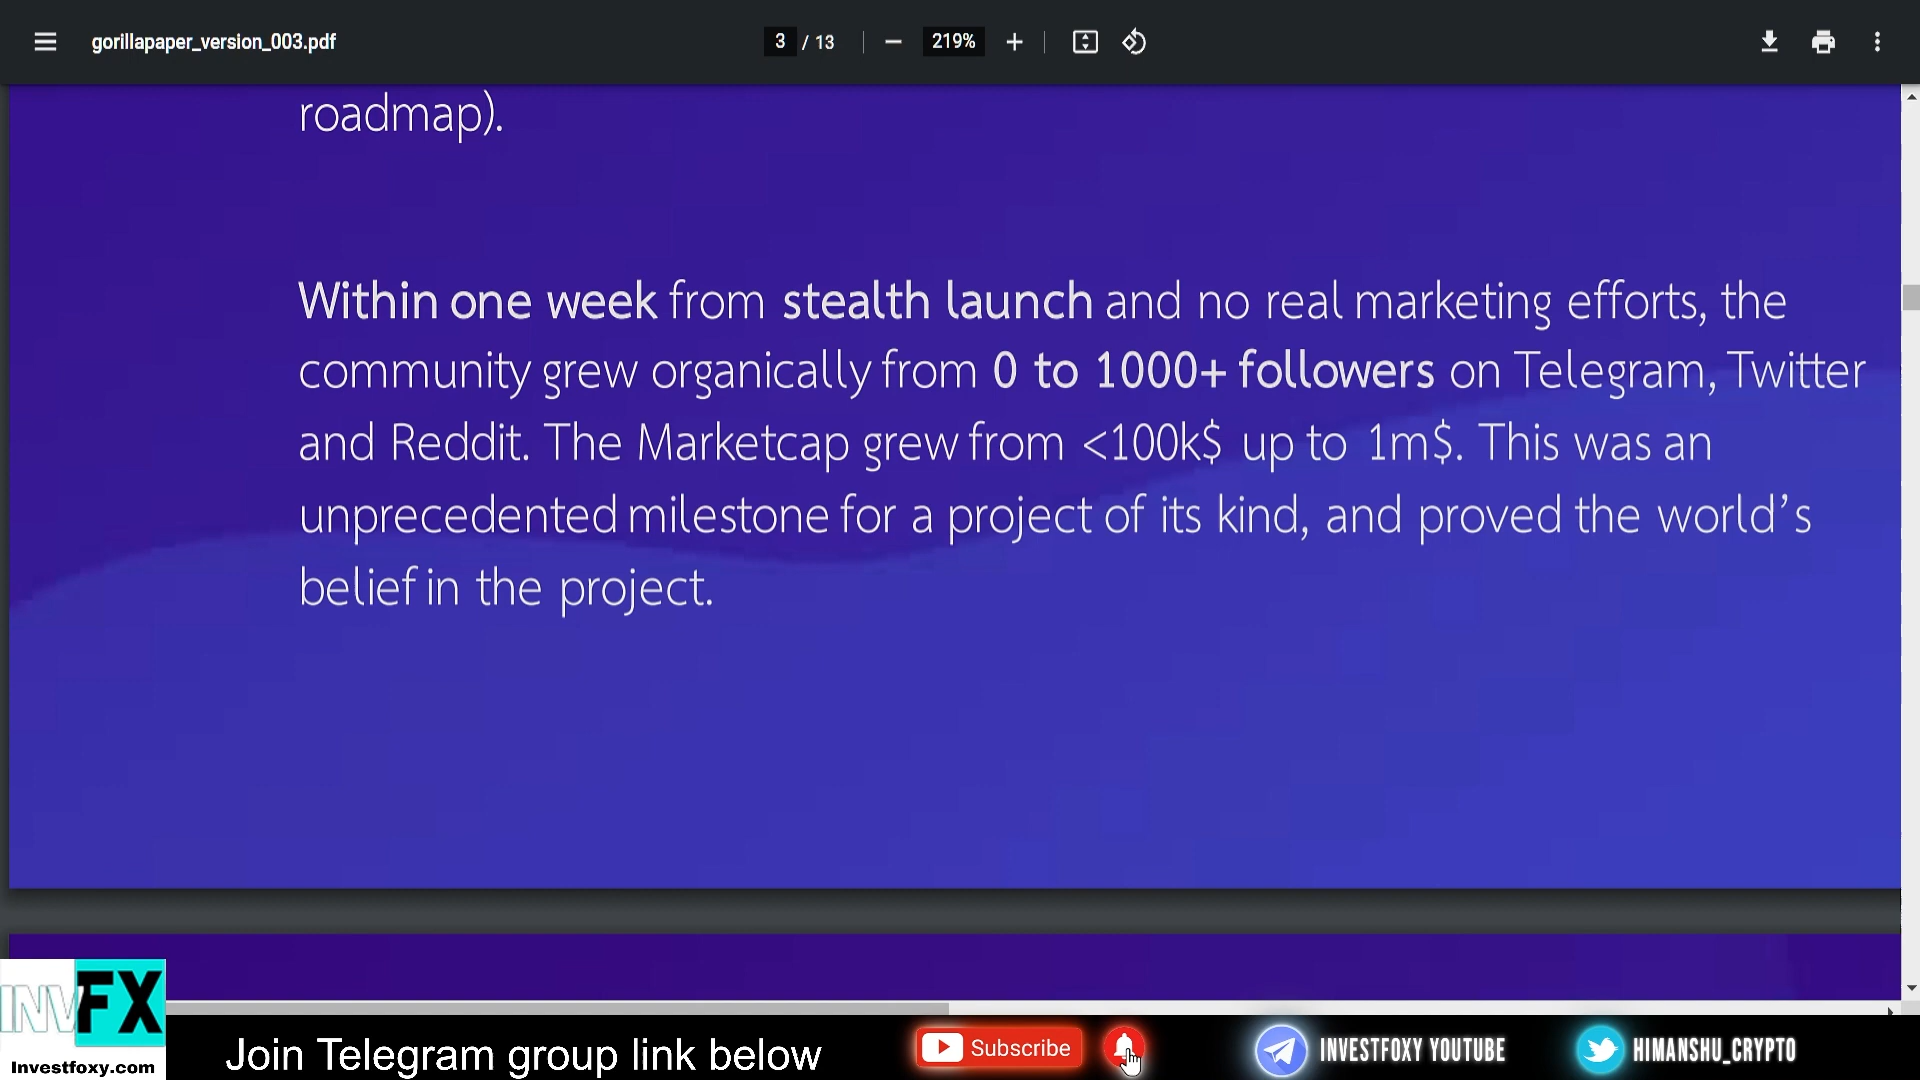 gorillapaper_version_003.pdf
3 / 13
219%
roadmap).
Within one week from stealth launch and no real marketing efforts, the
community grew organically from 0 to 1000+ followers on Telegram, Twitter
and Reddit. The Marketcap grew from <100k$ up to 1m$. This was an
unprecedented milestone for a project of its kind, and proved the world’s
belief in the project.
INVFX
Investfoxy.com
Join Telegram group link below
Subscribe
INVESTFOXY YOUTUBE
HIMANSHU_CRYPTO